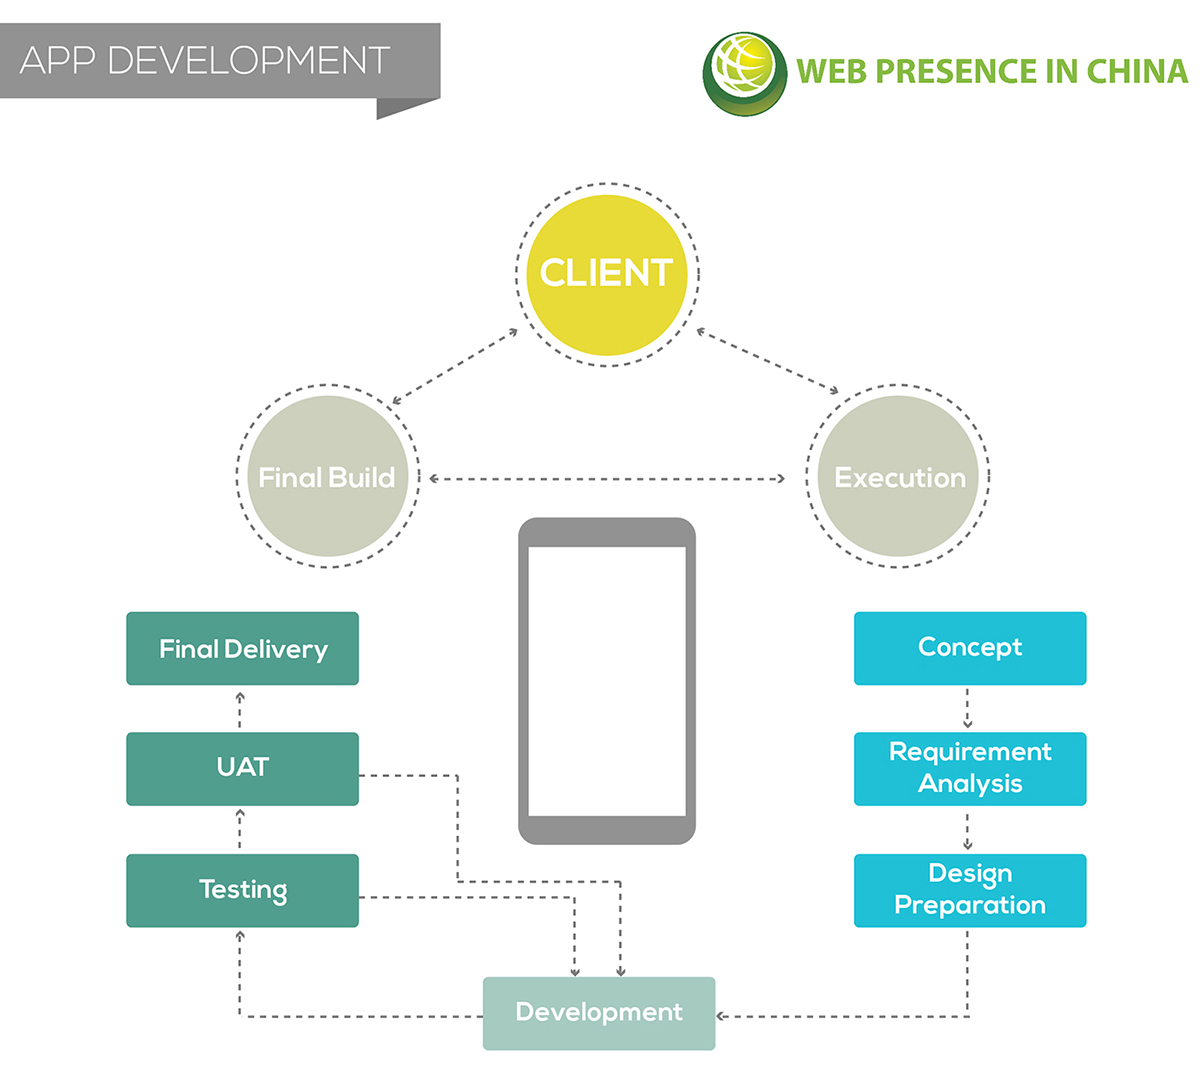 APP DEVELOPMENT
WEB PRESENCE IN CHINA
CLIENT
Final Build
Execution
Final Delivery
UAT
Testing
Concept
Requirement
Analysis
Design
Preparation
Development